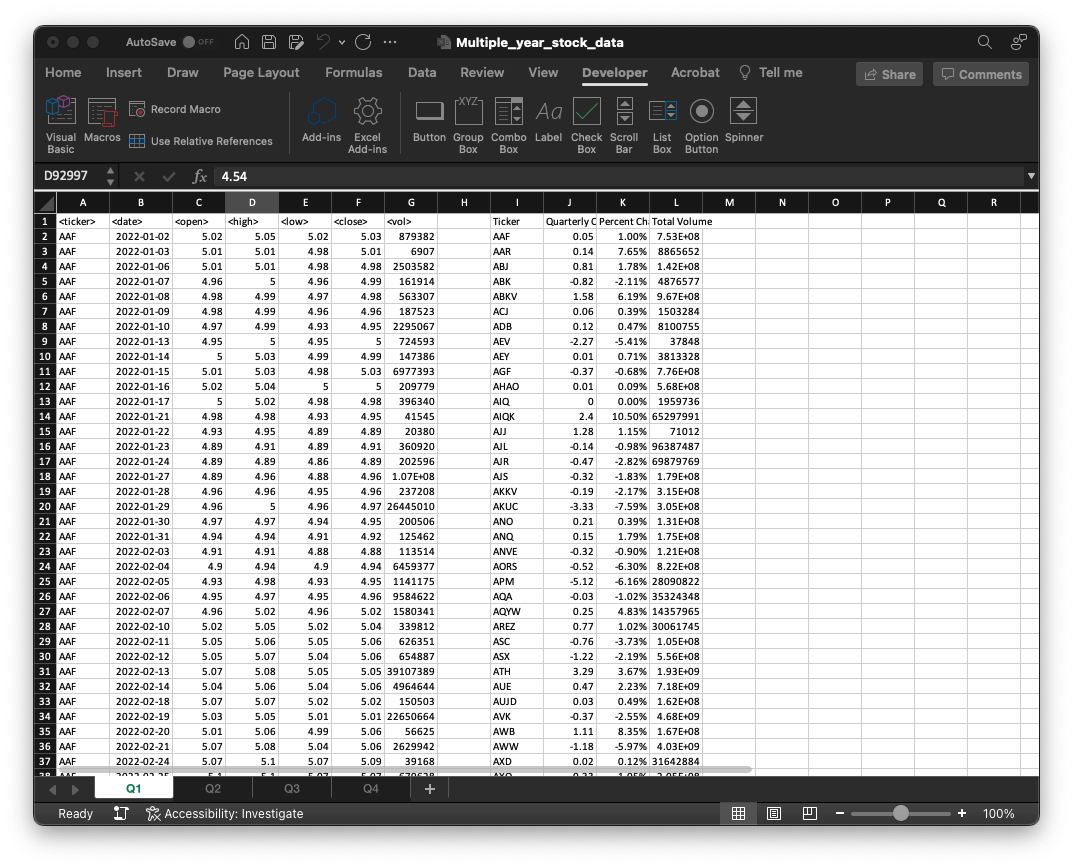 AutoSave OFF Multiple_year_stock_data
Home Insert Draw Page Layout Formulas Data Review View Developer Acrobat Tell me Share Comments
Visual Basic Macros Record Macro Use Relative References Add-ins Excel Add-ins Button XYZ Group Box Combo Box Aa Label Check Box Scroll Bar List Box Option Button Spinner
D92997 fx 4.54
A B C D E F G H I J K L M N O P Q R
1 <ticker> <date> <open> <high> <low> <close> <vol> Ticker Quarterly C Percent Ch Total Volume
2 AAF 2022-01-02 5.02 5.05 5.02 5.03 879382 AAF 0.05 1.00% 7.53E+08
3 AAF 2022-01-03 5.01 5.01 4.98 5.01 6907 AAR 0.14 7.65% 8865652
4 AAF 2022-01-06 5.01 5.01 4.98 4.98 2503582 ABJ 0.81 1.78% 1.42E+08
5 AAF 2022-01-07 4.96 5 4.96 4.99 161914 ABK -0.82 -2.11% 4876577
6 AAF 2022-01-08 4.98 4.99 4.97 4.98 563307 ABKV 1.58 6.19% 9.67E+08
7 AAF 2022-01-09 4.98 4.99 4.96 4.96 187523 ACJ 0.06 0.39% 1503284
8 AAF 2022-01-10 4.97 4.99 4.93 4.95 2295067 ADB 0.12 0.47% 8100755
9 AAF 2022-01-13 4.95 5 4.95 5 724593 AEV -2.27 -5.41% 37848
10 AAF 2022-01-14 5 5.03 4.99 4.99 147386 AEY 0.01 0.71% 3813328
11 AAF 2022-01-15 5.01 5.03 4.98 5.03 6977393 AGF -0.37 -0.68% 7.76E+08
12 AAF 2022-01-16 5.02 5.04 5 5 209779 AHAO 0.01 0.09% 5.68E+08
13 AAF 2022-01-17 5 5.02 4.98 4.98 396340 AIQ 0 0.00% 1959736
14 AAF 2022-01-21 4.98 4.98 4.93 4.95 41545 AIQK 2.4 10.50% 65297991
15 AAF 2022-01-22 4.93 4.95 4.89 4.89 20380 AJJ 1.28 1.15% 71012
16 AAF 2022-01-23 4.89 4.91 4.89 4.91 360920 AJL -0.14 -0.98% 96387487
17 AAF 2022-01-24 4.89 4.89 4.86 4.89 202596 AJR -0.47 -2.82% 69879769
18 AAF 2022-01-27 4.89 4.96 4.88 4.96 1.07E+08 AJS -0.32 -1.83% 1.79E+08
19 AAF 2022-01-28 4.96 4.96 4.95 4.96 237208 AKKV -0.19 -2.17% 3.15E+08
20 AAF 2022-01-29 4.96 5 4.96 4.97 26445010 AKUC -3.33 -7.59% 3.05E+08
21 AAF 2022-01-30 4.97 4.97 4.94 4.95 200506 ANO 0.21 0.39% 1.31E+08
22 AAF 2022-01-31 4.94 4.94 4.91 4.92 125462 ANQ 0.15 1.79% 1.75E+08
23 AAF 2022-02-03 4.91 4.91 4.88 4.88 113514 ANVE -0.32 -0.90% 1.21E+08
24 AAF 2022-02-04 4.9 4.94 4.9 4.94 6459377 AORS -0.52 -6.30% 8.22E+08
25 AAF 2022-02-05 4.93 4.98 4.93 4.95 1141175 APM -5.12 -6.16% 28090822
26 AAF 2022-02-06 4.95 4.97 4.95 4.96 9584622 AQA -0.03 -1.02% 35324348
27 AAF 2022-02-07 4.96 5.02 4.96 5.02 1580341 AQYW 0.25 4.83% 14357965
28 AAF 2022-02-10 5.02 5.05 5.02 5.04 339812 AREZ 0.77 1.02% 30061745
29 AAF 2022-02-11 5.05 5.06 5.05 5.06 626351 ASC -0.76 -3.73% 1.05E+08
30 AAF 2022-02-12 5.05 5.07 5.04 5.06 654887 ASX -1.22 -2.19% 5.56E+08
31 AAF 2022-02-13 5.07 5.08 5.05 5.05 39107389 ATH 3.29 3.67% 1.93E+09
32 AAF 2022-02-14 5.04 5.06 5.04 5.06 4964644 AUE 0.47 2.23% 7.18E+09
33 AAF 2022-02-18 5.07 5.07 5.02 5.02 150503 AUJD 0.03 0.49% 1.62E+08
34 AAF 2022-02-19 5.03 5.05 5.01 5.01 22650664 AVK -0.37 -2.55% 4.68E+09
35 AAF 2022-02-20 5.01 5.06 4.99 5.06 56625 AWB 1.11 8.35% 1.67E+08
36 AAF 2022-02-21 5.07 5.08 5.04 5.06 2629942 AWW -1.18 -5.97% 4.03E+09
37 AAF 2022-02-24 5.07 5.1 5.07 5.09 39168 AXD 0.02 0.12% 31642884
Q1 Q2 Q3 Q4
Ready Accessibility: Investigate 100%